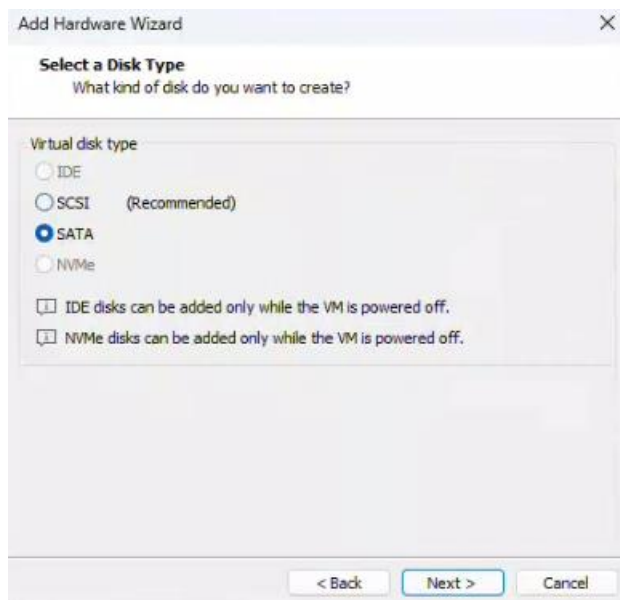 Add Hardware Wizard
Select a Disk Type
What kind of disk do you want to create?
Virtual disk type
IDE
SCSI (Recommended)
SATA
NVMe
IDE disks can be added only while the VM is powered off.
NVMe disks can be added only while the VM is powered off.
< Back Next > Cancel